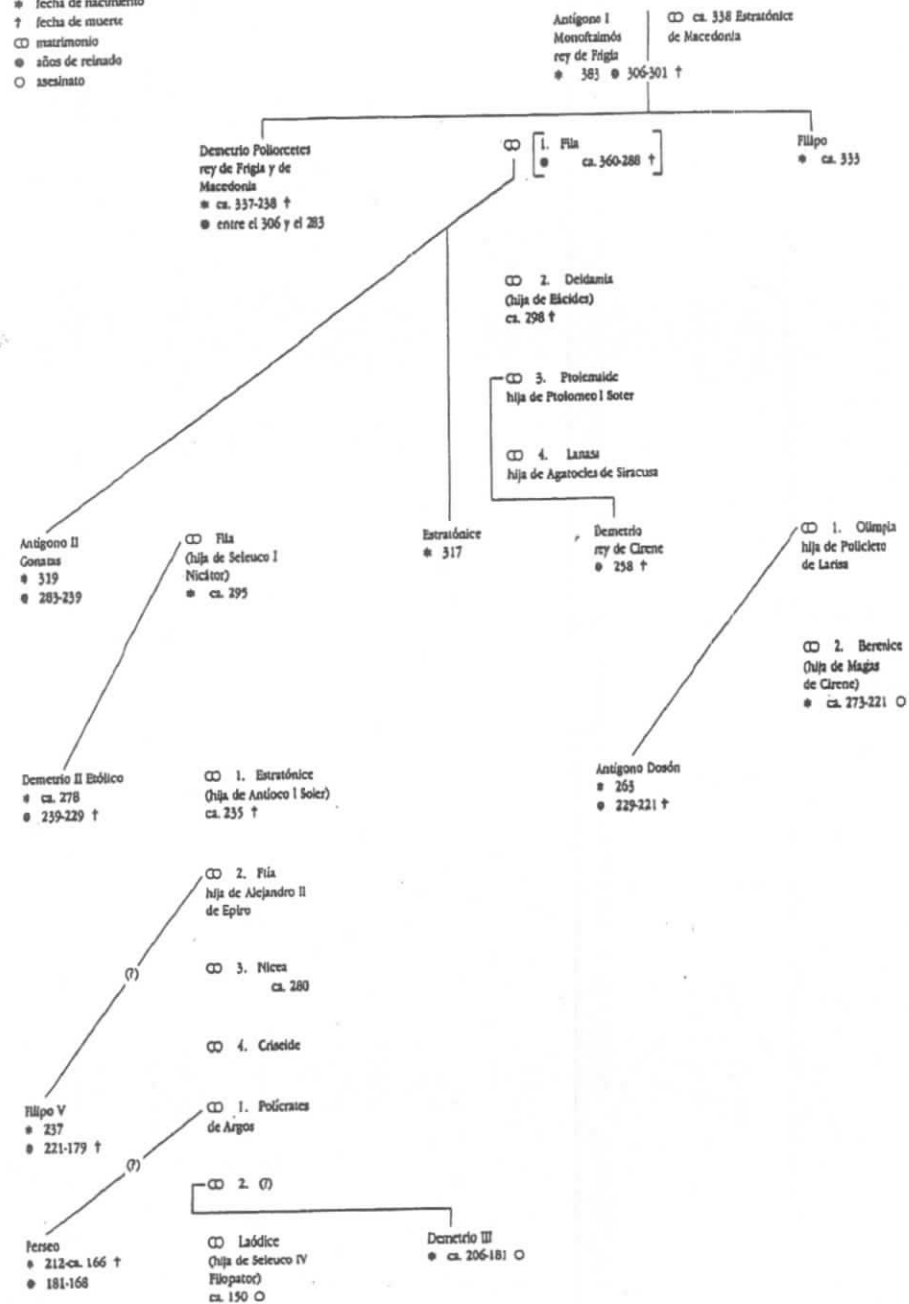 * fecha de nacimiento
† fecha de muerte
ↀ matrimonio
● años de reinado
○ asesinato
Antígono I
Monoftalmós
rey de Frigia
* 383 ● 306-301 †
ↀ ca. 338 Estratónice
de Macedonia
Demetrio Poliorcetes
rey de Frigia y de
Macedonia
* ca. 337-238 †
● entre el 306 y el 283
ↀ
1. Fila
● ca. 360-288 †
Filipo
* ca. 333
ↀ 2. Deidamia
(hija de Eácides)
ca. 298 †
ↀ 3. Ptolemaide
hija de Ptolomeo I Soter
ↀ 4. Lanasa
hija de Agatocles de Siracusa
Antígono II
Gonatas
* 319
● 283-239
ↀ Fila
(hija de Seleuco I
Nicátor)
* ca. 295
Estratónice
* 317
Demetrio
rey de Cirene
● 258 †
ↀ 1. Olimpia
hija de Policleto
de Larisa
ↀ 2. Berenice
(hija de Magas
de Cirene)
* ca. 273-221 ○
Demetrio II Etólico
* ca. 278
● 239-229 †
ↀ 1. Estratónice
(hija de Antíoco I Soter)
ca. 235 †
Antígono Dosón
* 263
● 229-221 †
ↀ 2. Ftía
hija de Alejandro II
de Epiro
(?)
ↀ 3. Nicea
ca. 280
ↀ 4. Criseide
Filipo V
* 237
● 221-179 †
ↀ 1. Polícrates
de Argos
(?)
ↀ 2. (?)
Perseo
* 212-ca. 166 †
● 181-168
ↀ Laódice
(hija de Seleuco IV
Filopator)
ca. 150 ○
Demetrio III
● ca. 206-181 ○